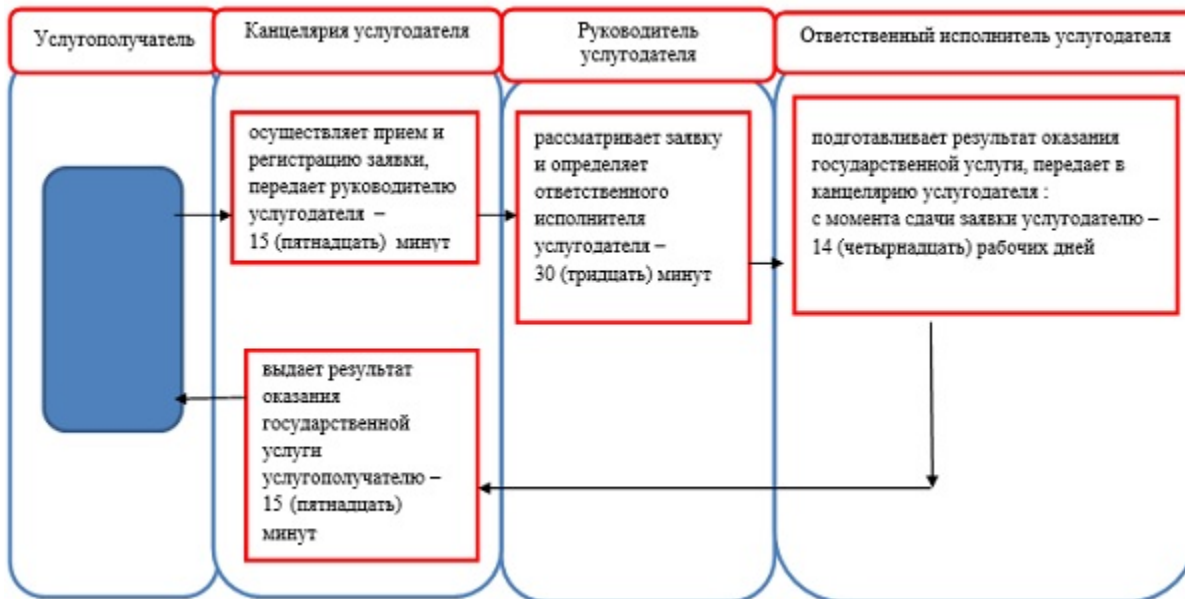 Услугополучатель
Канцелярия услугодателя
Руководитель
услугодателя
Ответственный исполнитель услугодателя
осуществляет прием и
регистрацию заявки,
передает руководителю
услугодателя –
15 (пятнадцать) минут
рассматривает заявку
и определяет
ответственного
исполнителя
услугодателя –
30 (тридцать) минут
подготавливает результат оказания
государственной услуги, передает в
канцелярию услугодателя :
с момента сдачи заявки услугодателю –
14 (четырнадцать) рабочих дней
выдает результат
оказания
государственной
услуги
услугополучателю –
15 (пятнадцать)
минут